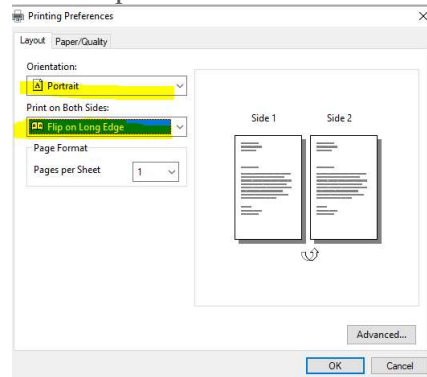 Printing Preferences
Layout Paper/Quality
Orientation:
Portrait
Print on Both Sides:
Flip on Long Edge
Page Format
Pages per Sheet 1
Side 1 Side 2
Advanced...
OK Cancel